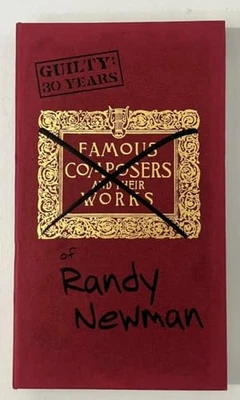 GUILTY:
30 YEARS
FAMOUS
COMPOSERS
AND THEIR
WORKS
of
Randy
Newman